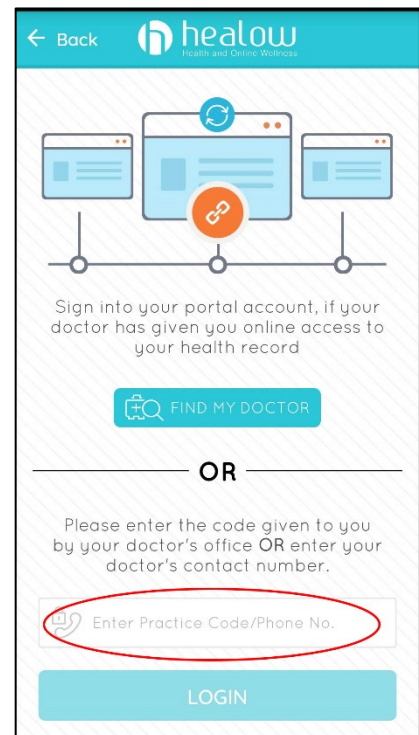 ← Back
healow
Health and Online Wellness
Sign into your portal account, if your
doctor has given you online access to
your health record
FIND MY DOCTOR
OR
Please enter the code given to you
by your doctor's office OR enter your
doctor's contact number.
Enter Practice Code/Phone No.
LOGIN